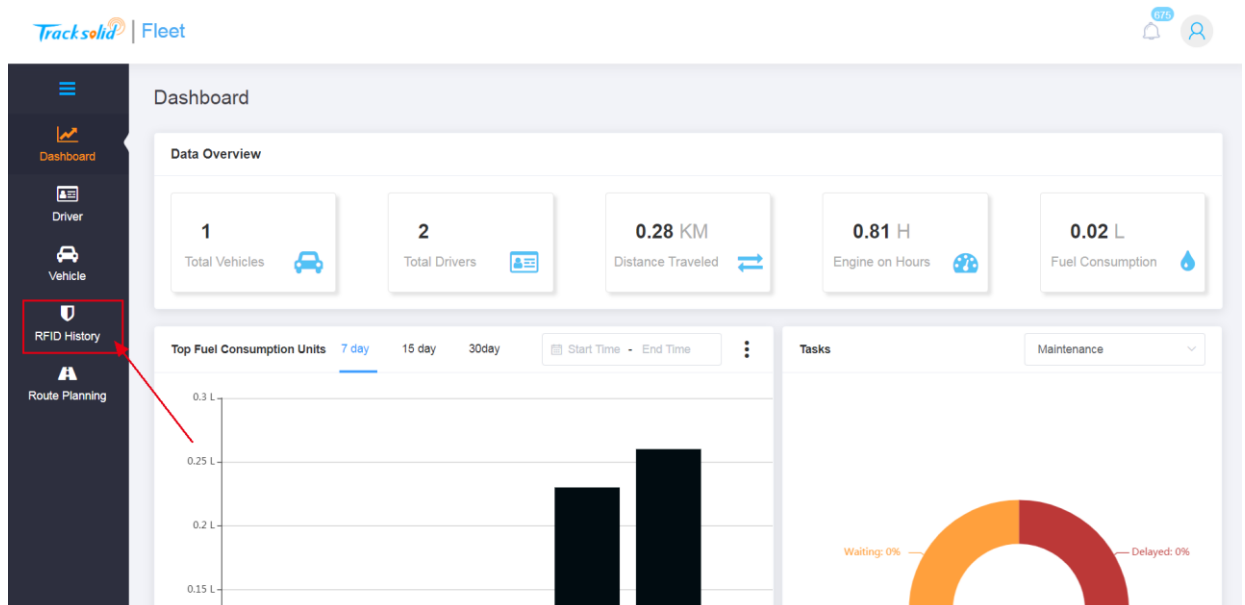 Tracksolid | Fleet
675
Dashboard
Driver
Vehicle
RFID History
Route Planning
Dashboard
Data Overview
1
Total Vehicles
2
Total Drivers
0.28 KM
Distance Traveled
0.81 H
Engine on Hours
0.02 L
Fuel Consumption
Top Fuel Consumption Units 7 day 15 day 30day Start Time - End Time
0.3 L
0.25 L
0.2 L
0.15 L
Tasks Maintenance
Waiting: 0% Delayed: 0%